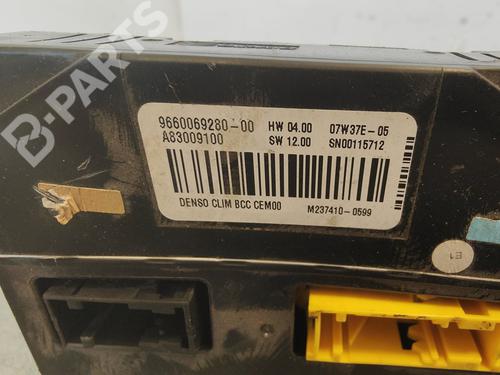 B-PARTS
9660069280-00 HW 04.00 07W37E-05
A83009100 SW 12.00 SN00115712
DENSO CLIM BCC CEM00 M237410-0599
E1